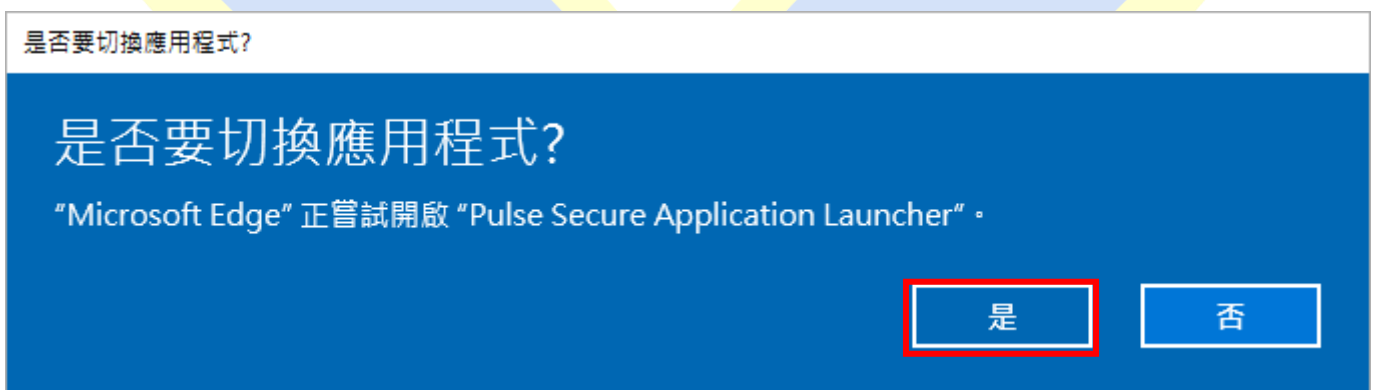 是否要切換應用程式?
是否要切換應用程式?
"Microsoft Edge" 正嘗試開啟 "Pulse Secure Application Launcher"。
是
否